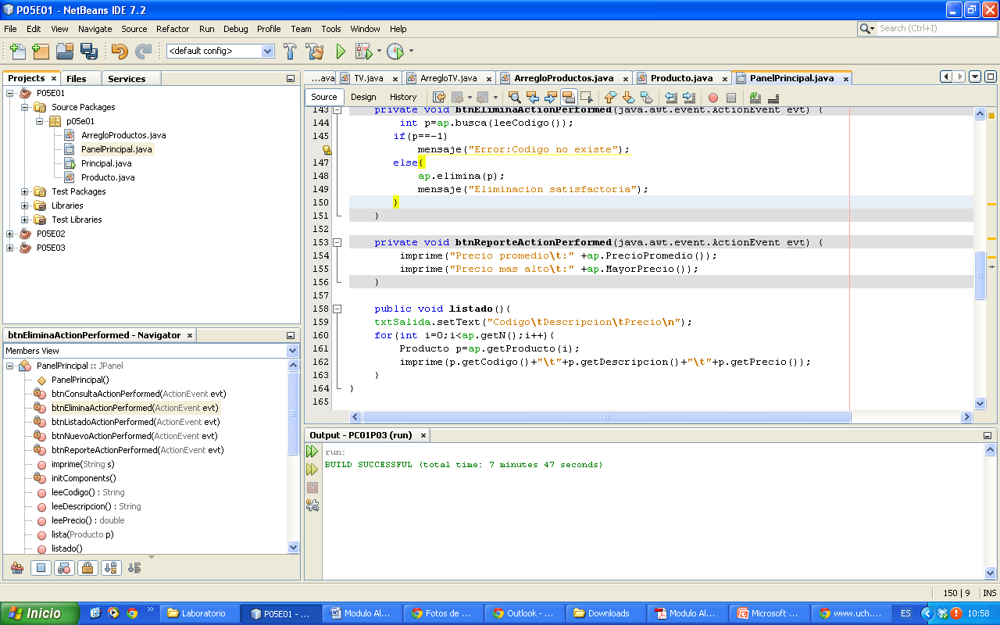 P05E01 - NetBeans IDE 7.2
File Edit View Navigate Source Refactor Run Debug Profile Team Tools Window Help
Search (Ctrl+I)
<default config>
Projects Files Services
P05E01
Source Packages
p05e01
ArregloProductos.java
PanelPrincipal.java
Principal.java
Producto.java
Test Packages
Libraries
Test Libraries
P05E02
P05E03
btnEliminaActionPerformed - Navigator
Members View
PanelPrincipal :: JPanel
PanelPrincipal()
btnConsultaActionPerformed(ActionEvent evt)
btnEliminaActionPerformed(ActionEvent evt)
btnListadoActionPerformed(ActionEvent evt)
btnNuevoActionPerformed(ActionEvent evt)
btnReporteActionPerformed(ActionEvent evt)
imprime(String s)
initComponents()
leeCodigo() : String
leeDescripcion() : String
leePrecio() : double
lista(Producto p)
listado()
...ava TV.java ArregloTV.java ArregloProductos.java Producto.java PanelPrincipal.java
Source Design History
143 private void btnEliminaActionPerformed(java.awt.event.ActionEvent evt) {
144 int p=ap.busca(leeCodigo());
145 if(p==-1)
mensaje("Error:Codigo no existe");
147 else{
148 ap.elimina(p);
149 mensaje("Eliminacion satisfactoria");
150 }
151 }
152
153 private void btnReporteActionPerformed(java.awt.event.ActionEvent evt) {
154 imprime("Precio promedio\t:" +ap.PrecioPromedio());
155 imprime("Precio mas alto\t:" +ap.MayorPrecio());
156 }
157
158 public void listado(){
159 txtSalida.setText("Codigo\tDescripcion\tPrecio\n");
160 for(int i=0;i<ap.getN();i++){
161 Producto p=ap.getProducto(i);
162 imprime(p.getCodigo()+"\t"+p.getDescripcion()+"\t"+p.getPrecio());
163 }
164 }
165
Output - PC01P03 (run)
run:
BUILD SUCCESSFUL (total time: 7 minutes 47 seconds)
150 | 9 INS
Inicio Laboratorio P05E01 - ... Modulo Al... Fotos de ... Outlook - ... Downloads Modulo Al... Microsoft ... www.uch.... ES 10:58